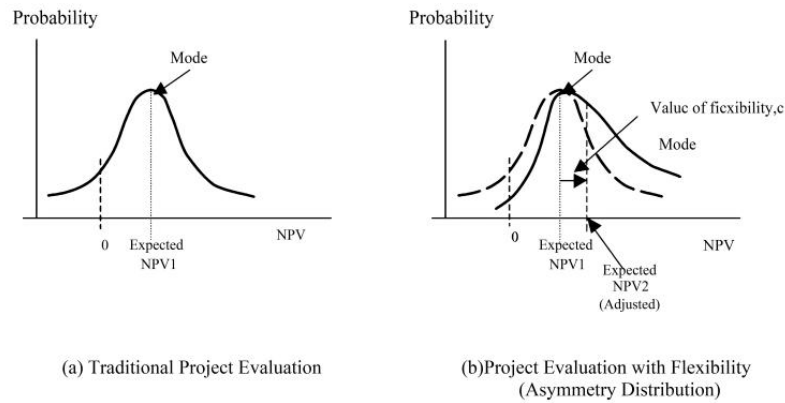 Probability
Mode
0
Expected
NPV1
NPV
(a) Traditional Project Evaluation
Probability
Mode
Valuc of ficxibility,c
Mode
0
Expected
NPV1
NPV
Expected
NPV2
(Adjusted)
(b)Project Evaluation with Flexibility
(Asymmetry Distribution)